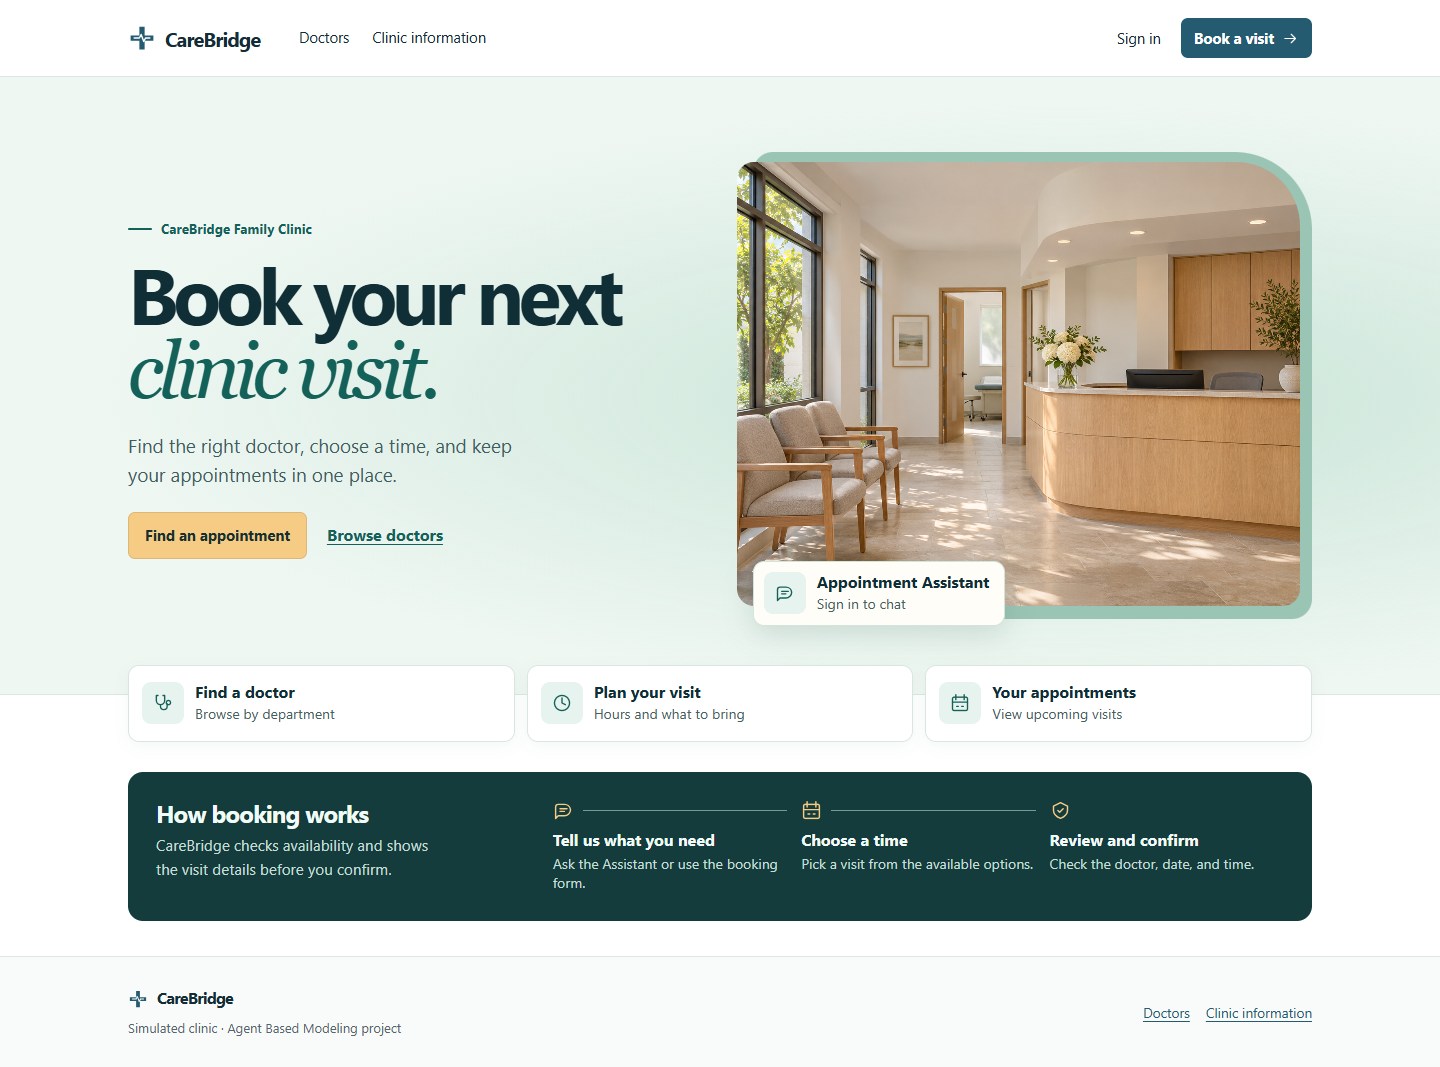 CareBridge
Doctors
Clinic information
Sign in
Book a visit
CareBridge Family Clinic
Book your next
clinic visit.
Find the right doctor, choose a time, and keep
your appointments in one place.
Find an appointment
Browse doctors
Appointment Assistant
Sign in to chat
Find a doctor
Browse by department
Plan your visit
Hours and what to bring
Your appointments
View upcoming visits
How booking works
CareBridge checks availability and shows
the visit details before you confirm.
Tell us what you need
Ask the Assistant or use the booking
form.
Choose a time
Pick a visit from the available options.
Review and confirm
Check the doctor, date, and time.
CareBridge
Simulated clinic · Agent Based Modeling project
Doctors
Clinic information